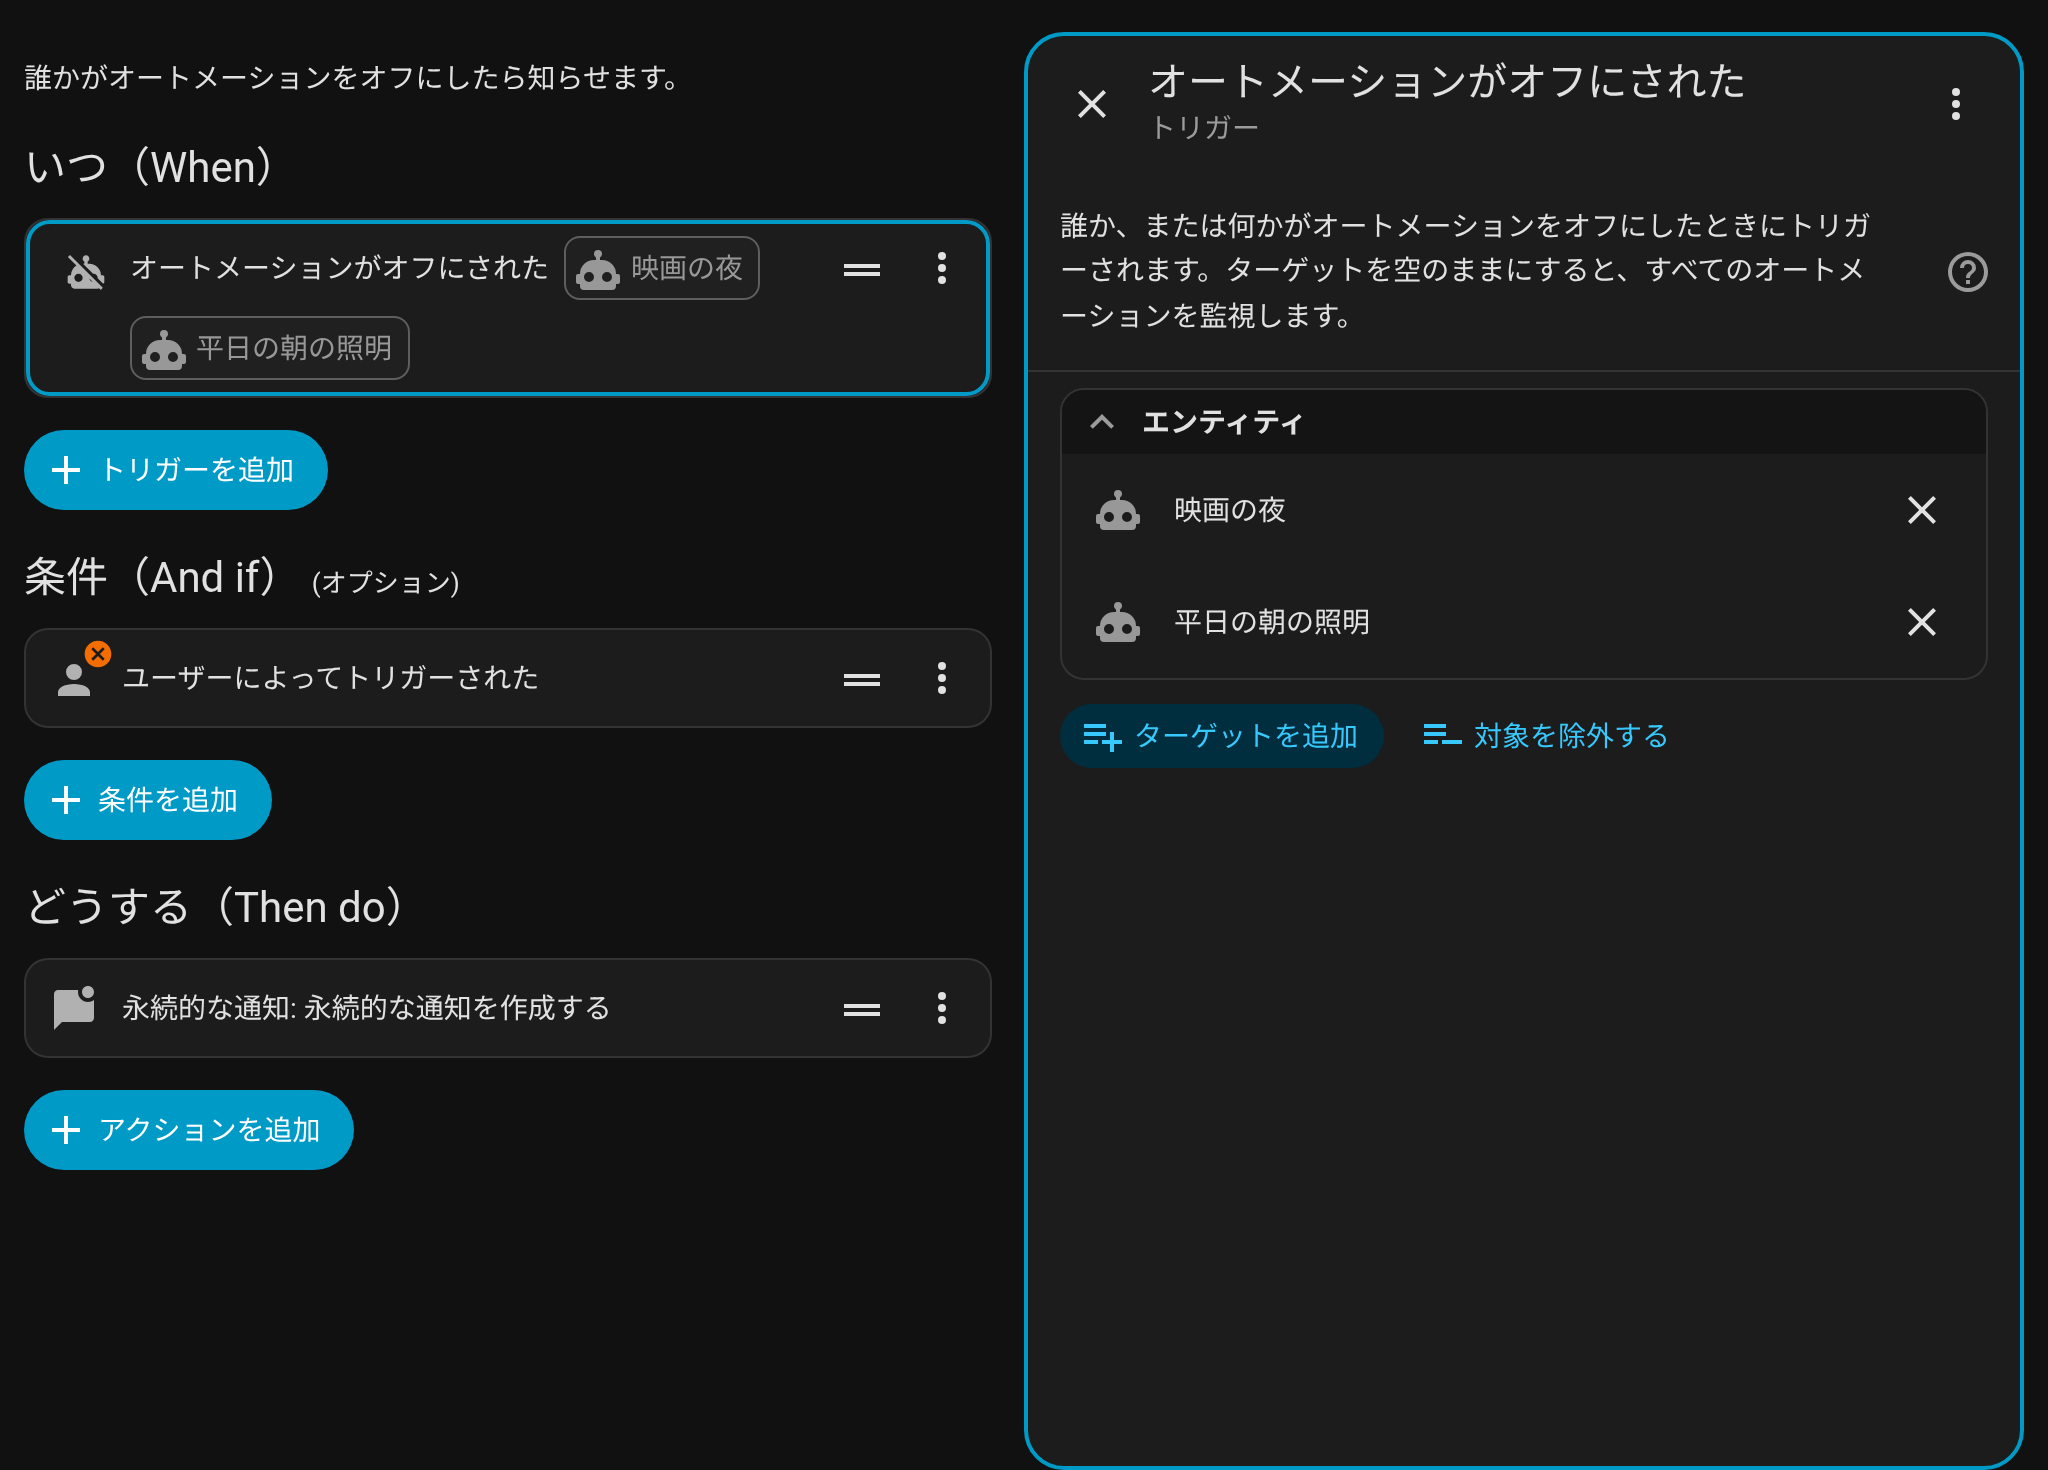 誰かがオートメーションをオフにしたら知らせます。
いつ（When）
オートメーションがオフにされた 映画の夜
平日の朝の照明
トリガーを追加
条件（And if） (オプション)
ユーザーによってトリガーされた
条件を追加
どうする（Then do）
永続的な通知: 永続的な通知を作成する
アクションを追加
オートメーションがオフにされた
トリガー
誰か、または何かがオートメーションをオフにしたときにトリガ
ーされます。ターゲットを空のままにすると、すべてのオートメ
ーションを監視します。
エンティティ
映画の夜
平日の朝の照明
ターゲットを追加 対象を除外する